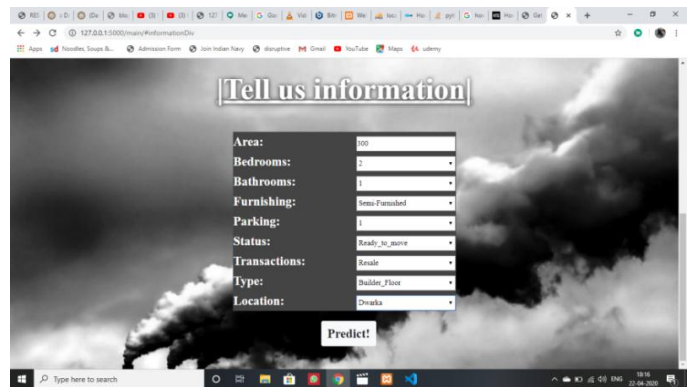 127.0.0.1:5000/main/#informationDiv
Apps Noodles, Soups &... Admission Form Join Indian Navy disruptive Gmail YouTube Maps udemy
|Tell us information|
Area: 300
Bedrooms: 2
Bathrooms: 1
Furnishing: Semi-Furnished
Parking: 1
Status: Ready_to_move
Transactions: Resale
Type: Builder_Floor
Location: Dwarka
Predict!
Type here to search
ENG
10:16
22-04-2020